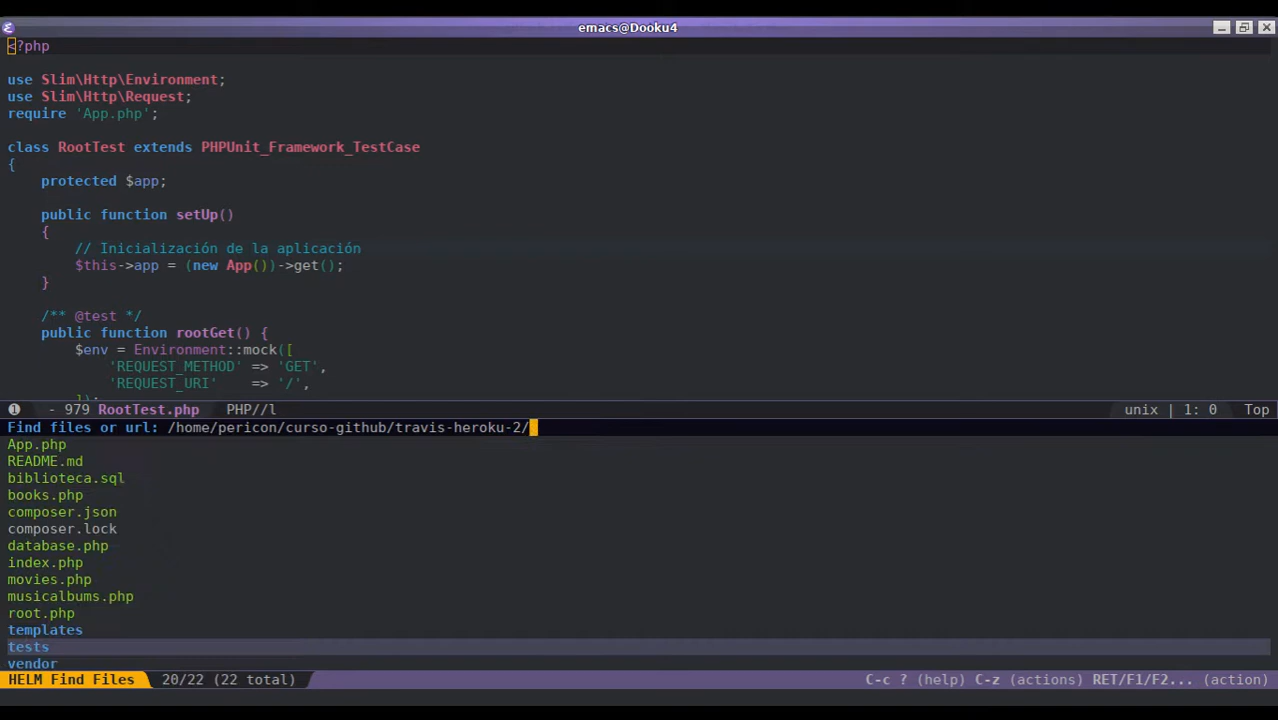 emacs@Dooku4
<?php
use Slim\Http\Environment;
use Slim\Http\Request;
require 'App.php';
class RootTest extends PHPUnit_Framework_TestCase
{
protected $app;
public function setUp()
{
// Inicialización de la aplicación
$this->app = (new App())->get();
}
/** @test */
public function rootGet() {
$env = Environment::mock([
'REQUEST_METHOD' => 'GET',
'REQUEST_URI' => '/',
]);
❶ - 979 RootTest.php PHP//l unix | 1: 0 Top
Find files or url: /home/pericon/curso-github/travis-heroku-2/
App.php
README.md
biblioteca.sql
books.php
composer.json
composer.lock
database.php
index.php
movies.php
musicalbums.php
root.php
templates
tests
vendor
HELM Find Files 20/22 (22 total) C-c ? (help) C-z (actions) RET/F1/F2... (action)